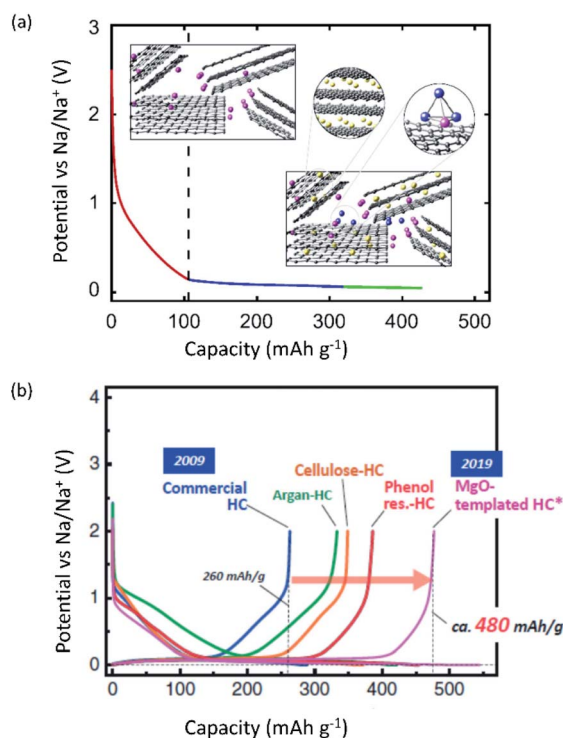 (a)
Potential vs Na/Na⁺ (V)
3
2
1
0
0 100 200 300 400 500
Capacity (mAh g⁻¹)
(b)
Potential vs Na/Na⁺ (V)
4
3
2
1
0
2009
Commercial
HC
Argan-HC
Cellulose-HC
Phenol
res.-HC
2019
MgO-
templated HC*
260 mAh/g
ca. 480 mAh/g
0 100 200 300 400 500
Capacity (mAh g⁻¹)